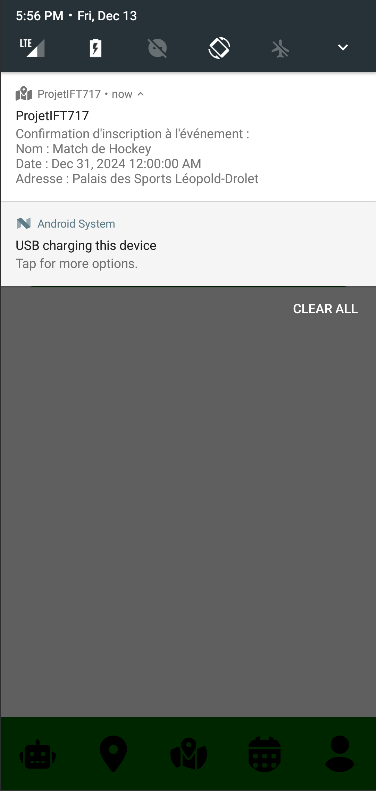 5:56 PM • Fri, Dec 13
LTE
ProjetIFT717 • now
ProjetIFT717
Confirmation d'inscription à l'événement :
Nom : Match de Hockey
Date : Dec 31, 2024 12:00:00 AM
Adresse : Palais des Sports Léopold-Drolet
Android System
USB charging this device
Tap for more options.
CLEAR ALL